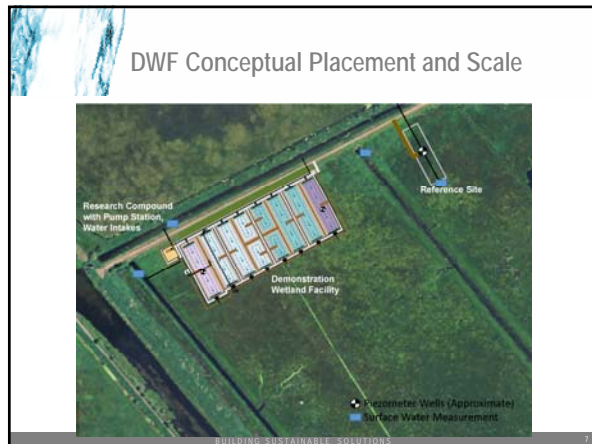 DWF Conceptual Placement and Scale
Research Compound
with Pump Station,
Water Intakes
Reference Site
Demonstration
Wetland Facility
Piezometer Wells (Approximate)
Surface Water Measurement
BUILDING SUSTAINABLE SOLUTIONS
7